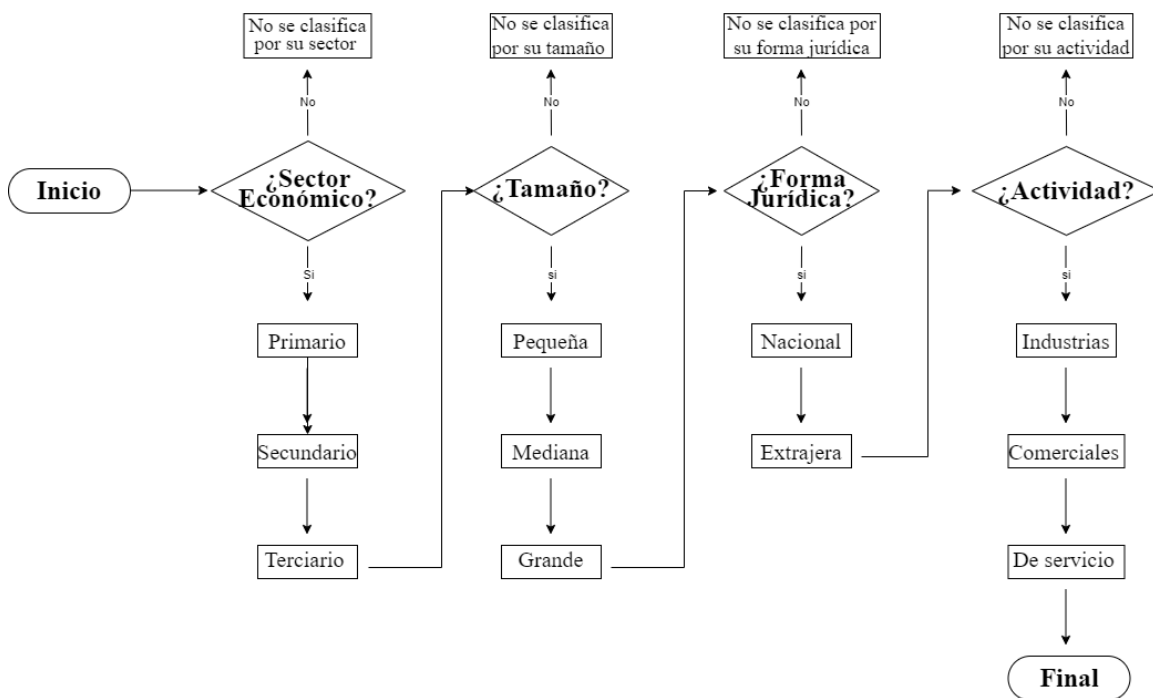 No se clasifica
por su sector
No se clasifica
por su tamaño
No se clasifica por
su forma jurídica
No se clasifica
por su actividad
No
No
No
No
Inicio
¿Sector
Económico?
¿Tamaño?
¿Forma
Jurídica?
¿Actividad?
Si
si
si
si
Primario
Pequeña
Nacional
Industrias
Secundario
Mediana
Extrajera
Comerciales
Terciario
Grande
De servicio
Final